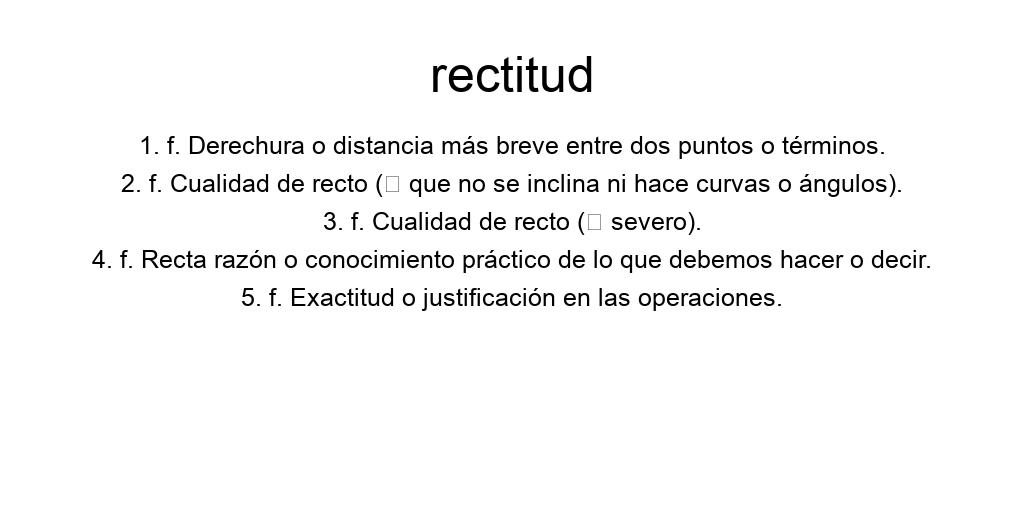 rectitud
1. f. Derechura o distancia más breve entre dos puntos o términos.
2. f. Cualidad de recto (▯ que no se inclina ni hace curvas o ángulos).
3. f. Cualidad de recto (▯ severo).
4. f. Recta razón o conocimiento práctico de lo que debemos hacer o decir.
5. f. Exactitud o justificación en las operaciones.